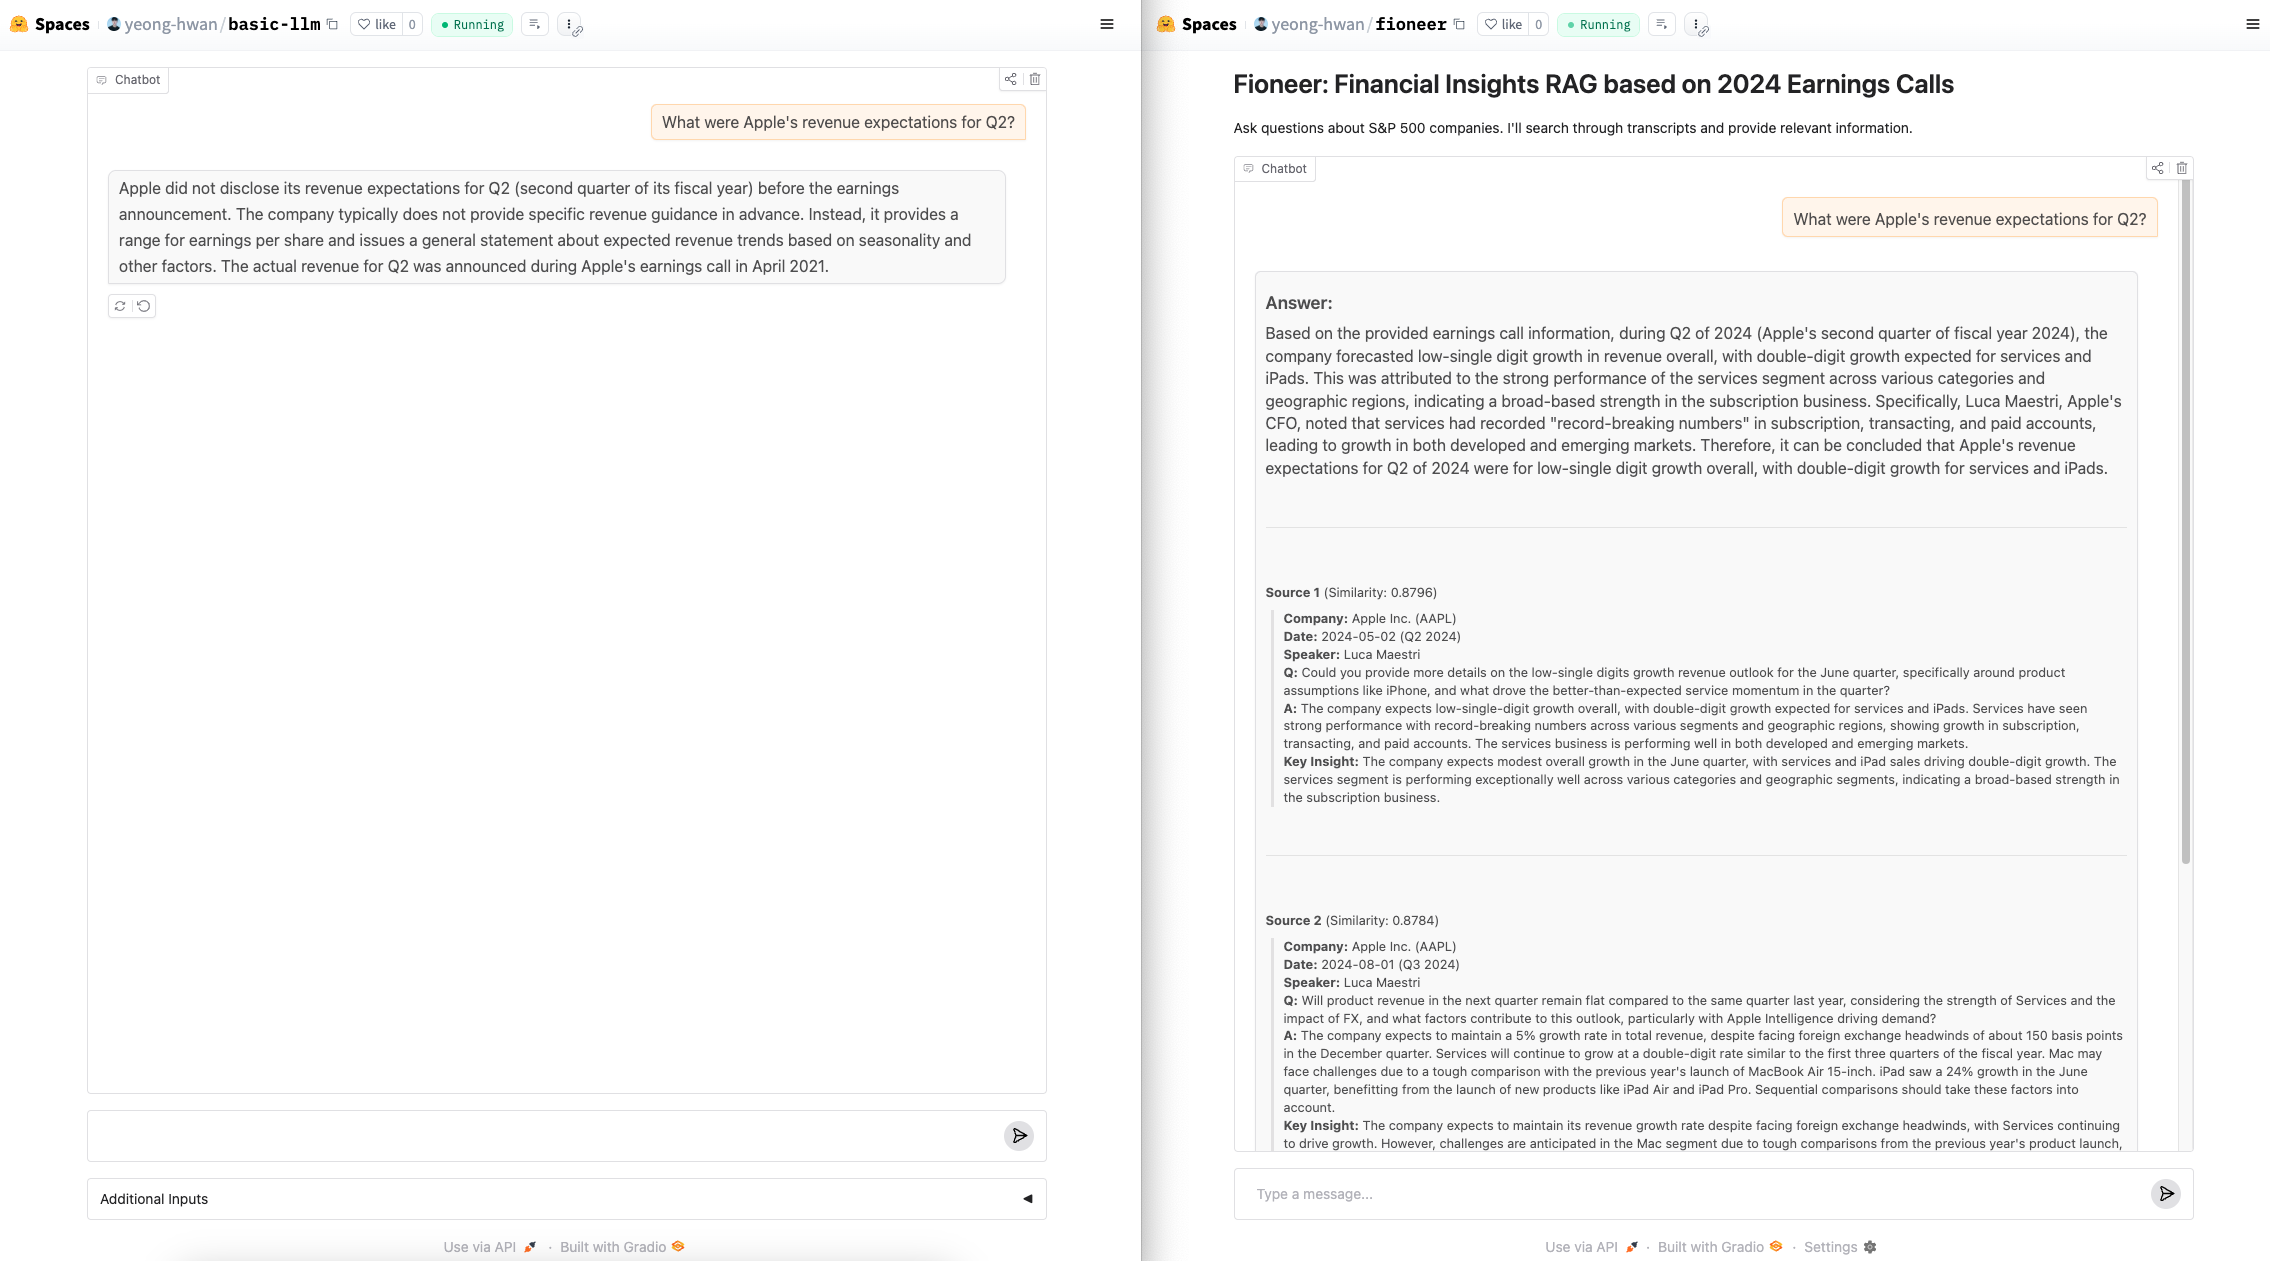 Spaces yeong-hwan/basic-llm like 0 Running
Chatbot
What were Apple's revenue expectations for Q2?
Apple did not disclose its revenue expectations for Q2 (second quarter of its fiscal year) before the earnings
announcement. The company typically does not provide specific revenue guidance in advance. Instead, it provides a
range for earnings per share and issues a general statement about expected revenue trends based on seasonality and
other factors. The actual revenue for Q2 was announced during Apple's earnings call in April 2021.
Additional Inputs
Use via API · Built with Gradio
Spaces yeong-hwan/fioneer like 0 Running
Fioneer: Financial Insights RAG based on 2024 Earnings Calls
Ask questions about S&P 500 companies. I'll search through transcripts and provide relevant information.
Chatbot
What were Apple's revenue expectations for Q2?
Answer:
Based on the provided earnings call information, during Q2 of 2024 (Apple's second quarter of fiscal year 2024), the
company forecasted low-single digit growth in revenue overall, with double-digit growth expected for services and
iPads. This was attributed to the strong performance of the services segment across various categories and
geographic regions, indicating a broad-based strength in the subscription business. Specifically, Luca Maestri, Apple's
CFO, noted that services had recorded "record-breaking numbers" in subscription, transacting, and paid accounts,
leading to growth in both developed and emerging markets. Therefore, it can be concluded that Apple's revenue
expectations for Q2 of 2024 were for low-single digit growth overall, with double-digit growth for services and iPads.
Source 1 (Similarity: 0.8796)
Company: Apple Inc. (AAPL)
Date: 2024-05-02 (Q2 2024)
Speaker: Luca Maestri
Q: Could you provide more details on the low-single digits growth revenue outlook for the June quarter, specifically around product
assumptions like iPhone, and what drove the better-than-expected service momentum in the quarter?
A: The company expects low-single-digit growth overall, with double-digit growth expected for services and iPads. Services have seen
strong performance with record-breaking numbers across various segments and geographic regions, showing growth in subscription,
transacting, and paid accounts. The services business is performing well in both developed and emerging markets.
Key Insight: The company expects modest overall growth in the June quarter, with services and iPad sales driving double-digit growth. The
services segment is performing exceptionally well across various categories and geographic segments, indicating a broad-based strength in
the subscription business.
Source 2 (Similarity: 0.8784)
Company: Apple Inc. (AAPL)
Date: 2024-08-01 (Q3 2024)
Speaker: Luca Maestri
Q: Will product revenue in the next quarter remain flat compared to the same quarter last year, considering the strength of Services and the
impact of FX, and what factors contribute to this outlook, particularly with Apple Intelligence driving demand?
A: The company expects to maintain a 5% growth rate in total revenue, despite facing foreign exchange headwinds of about 150 basis points
in the December quarter. Services will continue to grow at a double-digit rate similar to the first three quarters of the fiscal year. Mac may
face challenges due to a tough comparison with the previous year's launch of MacBook Air 15-inch. iPad saw a 24% growth in the June
quarter, benefitting from the launch of new products like iPad Air and iPad Pro. Sequential comparisons should take these factors into
account.
Key Insight: The company expects to maintain its revenue growth rate despite facing foreign exchange headwinds, with Services continuing
to drive growth. However, challenges are anticipated in the Mac segment due to tough comparisons from the previous year's product launch,
Type a message...
Use via API · Built with Gradio · Settings